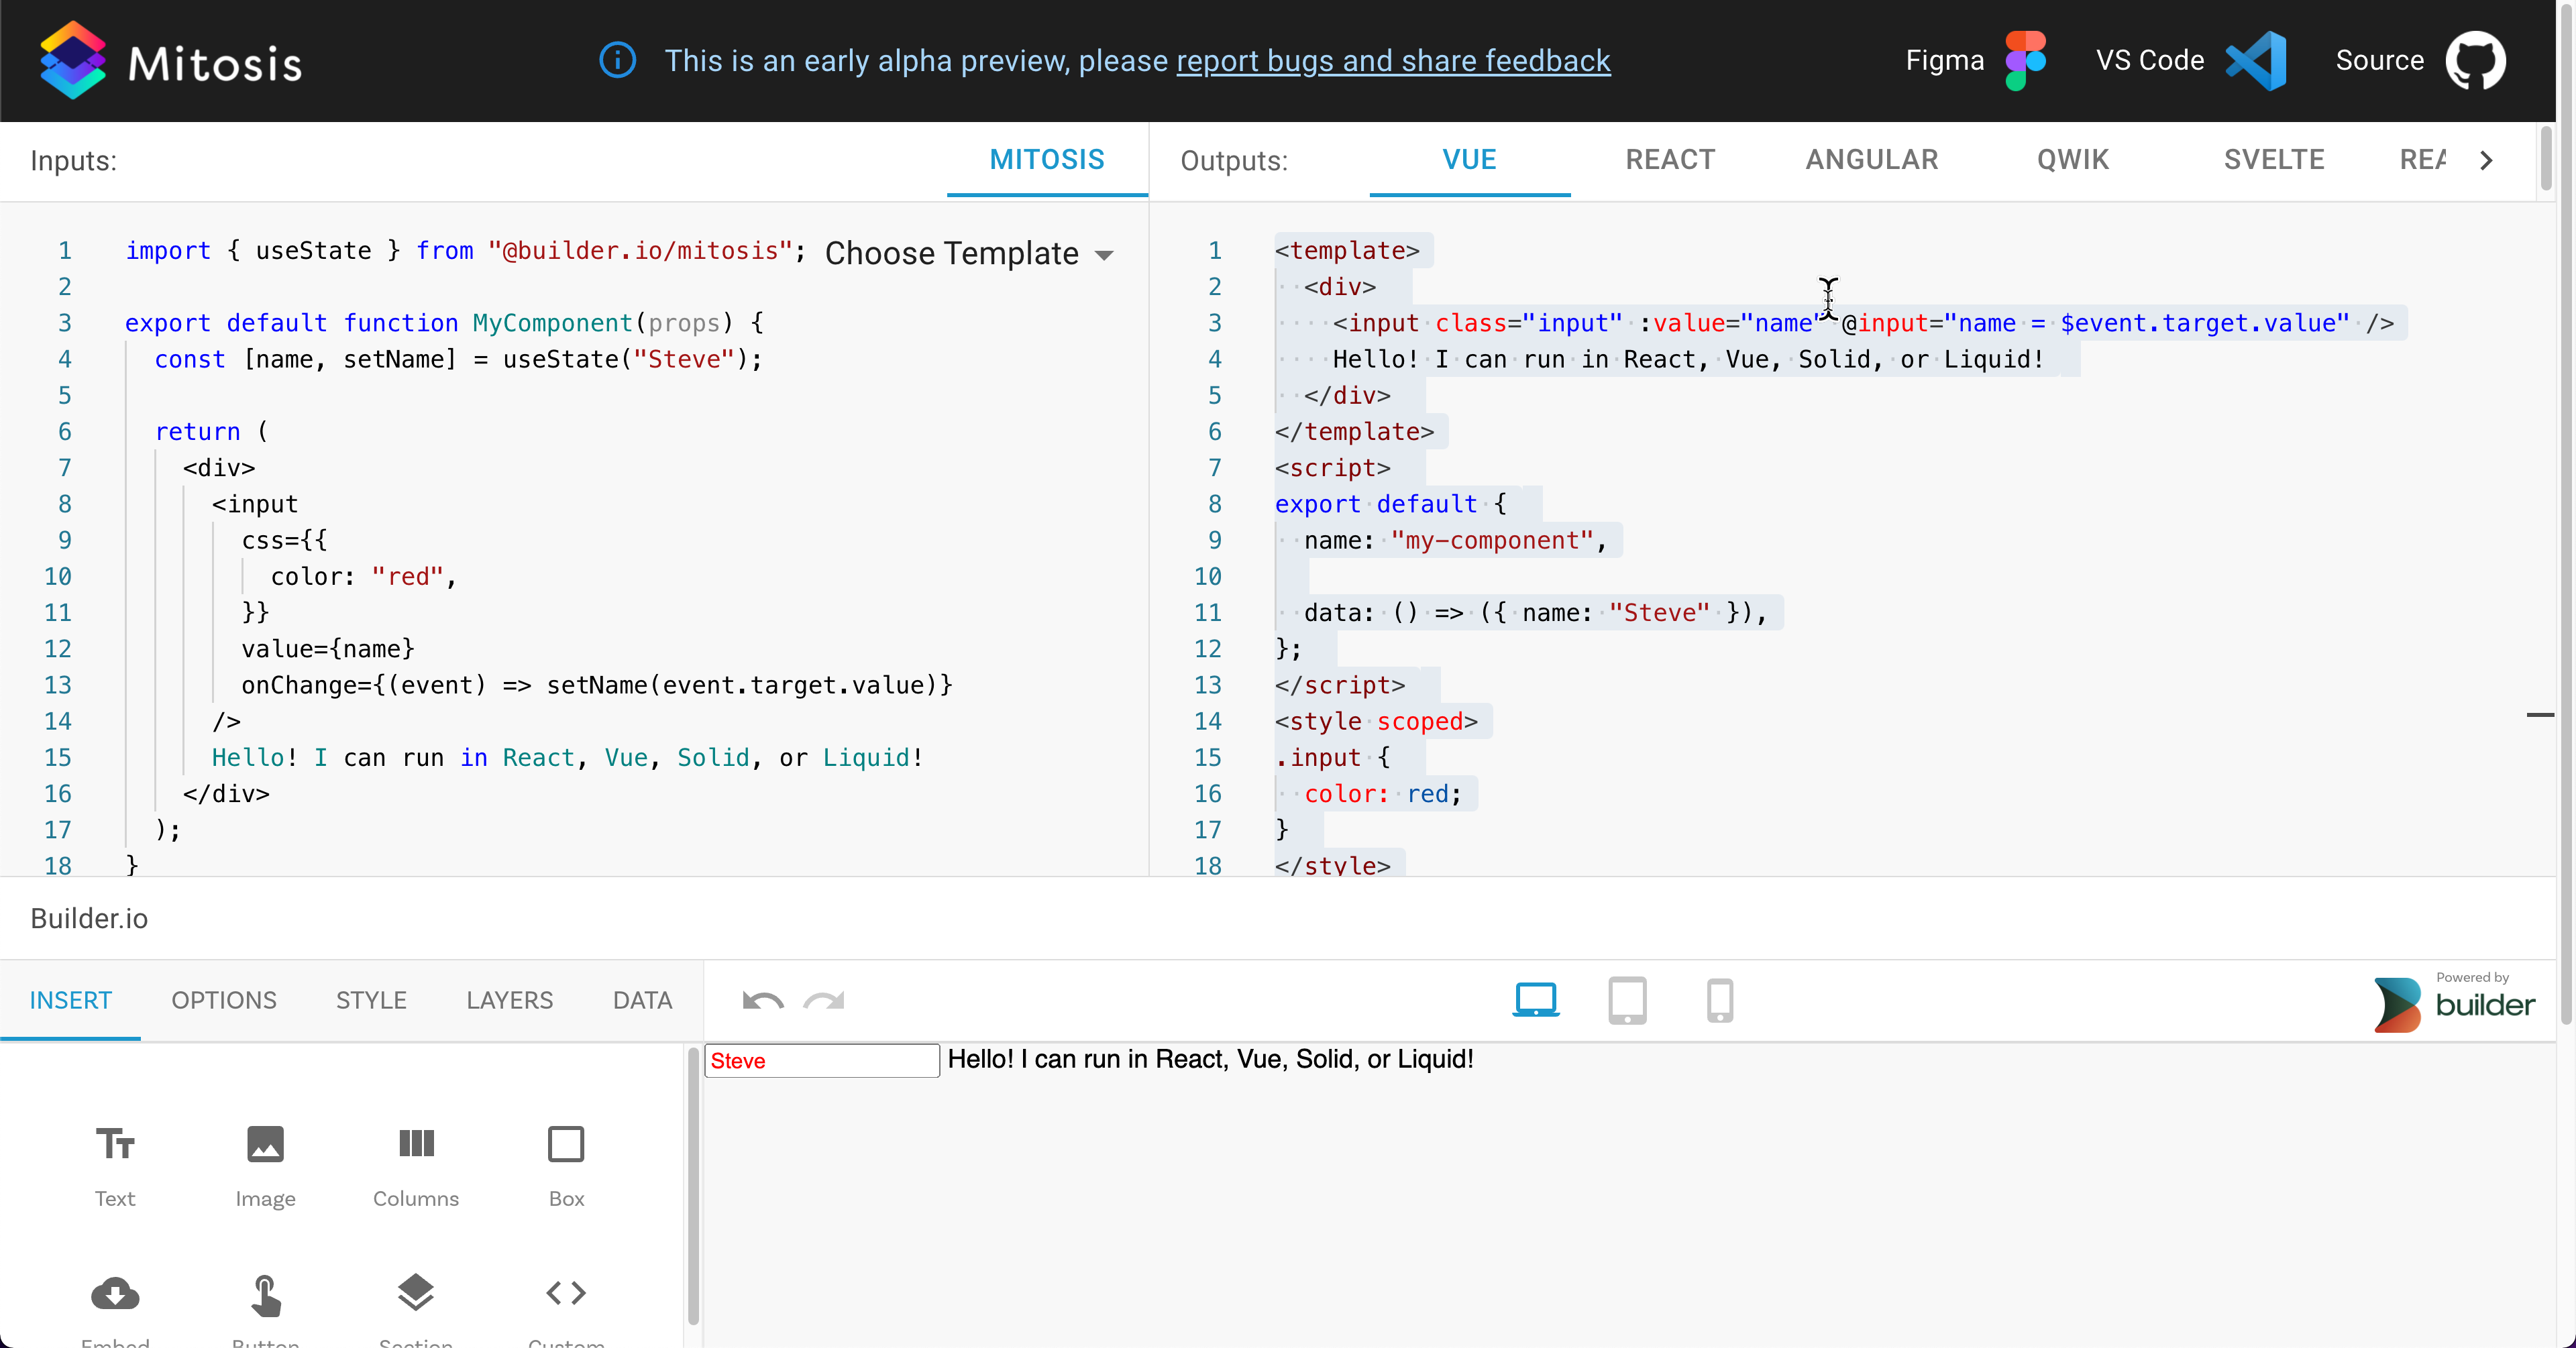 Mitosis
This is an early alpha preview, please report bugs and share feedback
Figma
VS Code
Source
Inputs:
MITOSIS
Outputs:
VUE
REACT
ANGULAR
QWIK
SVELTE
REA
Choose Template
1 import { useState } from "@builder.io/mitosis";
2
3 export default function MyComponent(props) {
4   const [name, setName] = useState("Steve");
5
6   return (
7     <div>
8       <input
9         css={{
10           color: "red",
11         }}
12         value={name}
13         onChange={(event) => setName(event.target.value)}
14       />
15       Hello! I can run in React, Vue, Solid, or Liquid!
16     </div>
17   );
18 }
1 <template>
2   <div>
3     <input class="input" :value="name" @input="name = $event.target.value" />
4     Hello! I can run in React, Vue, Solid, or Liquid!
5   </div>
6 </template>
7 <script>
8 export default {
9   name: "my-component",
10
11   data: () => ({ name: "Steve" }),
12 };
13 </script>
14 <style scoped>
15 .input {
16   color: red;
17 }
18 </style>
Builder.io
INSERT
OPTIONS
STYLE
LAYERS
DATA
Powered by
builder
Steve
Hello! I can run in React, Vue, Solid, or Liquid!
Text
Image
Columns
Box
Embed
Button
Section
Custom